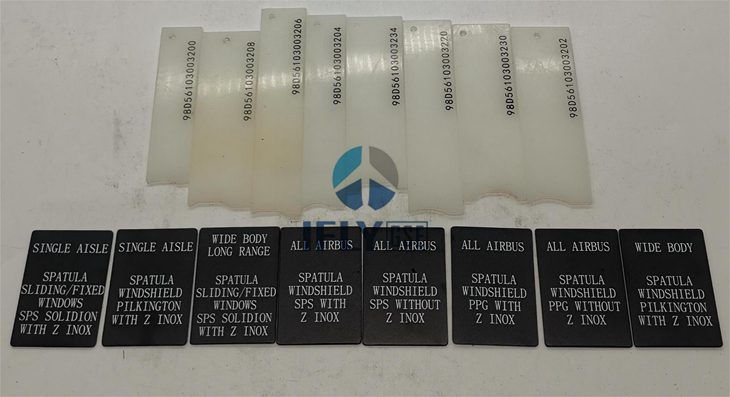 98D56103003200
98D56103003208
98D56103003206
98D56103003204
98D56103003234
98D56103003220
98D56103003230
98D56103003202
JELY GSE
SINGLE AISLE
SPATULA
SLIDING/FIXED
WINDOWS
SPS SOLIDION
WITH Z INOX
SINGLE AISLE
SPATULA
WINDSHIELD
PILKINGTON
WITH Z INOX
WIDE BODY
LONG RANGE
SPATULA
SLIDING/FIXED
WINDOWS
SPS SOLIDION
WITH Z INOX
ALL AIRBUS
SPATULA
WINDSHIELD
SPS WITH
Z INOX
ALL AIRBUS
SPATULA
WINDSHIELD
SPS WITHOUT
Z INOX
ALL AIRBUS
SPATULA
WINDSHIELD
PPG WITH
Z INOX
ALL AIRBUS
SPATULA
WINDSHIELD
PPG WITHOUT
Z INOX
WIDE BODY
SPATULA
WINDSHIELD
PILKINGTON
WITH Z INOX